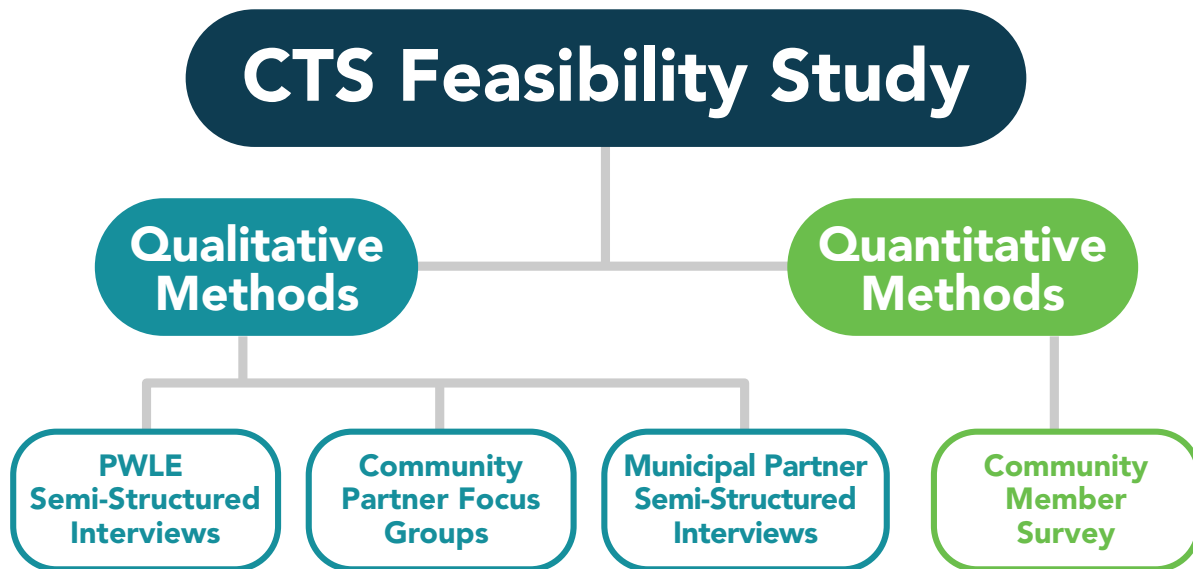 CTS Feasibility Study
Qualitative
Methods
Quantitative
Methods
PWLE
Semi-Structured
Interviews
Community
Partner Focus
Groups
Municipal Partner
Semi-Structured
Interviews
Community
Member
Survey